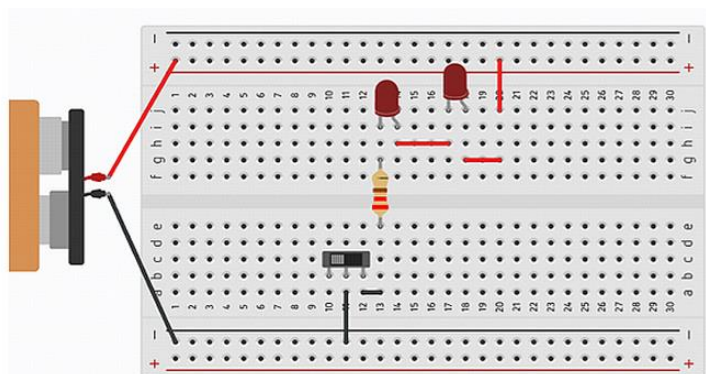 − −
+ +
1 2 3 4 5 6 7 8 9 10 11 12 13 14 15 16 17 18 19 20 21 22 23 24 25 26 27 28 29 30
j j
i i
h h
g g
f f
e e
d d
c c
b b
a a
1 2 3 4 5 6 7 8 9 10 11 12 13 14 15 16 17 18 19 20 21 22 23 24 25 26 27 28 29 30
− −
+ +